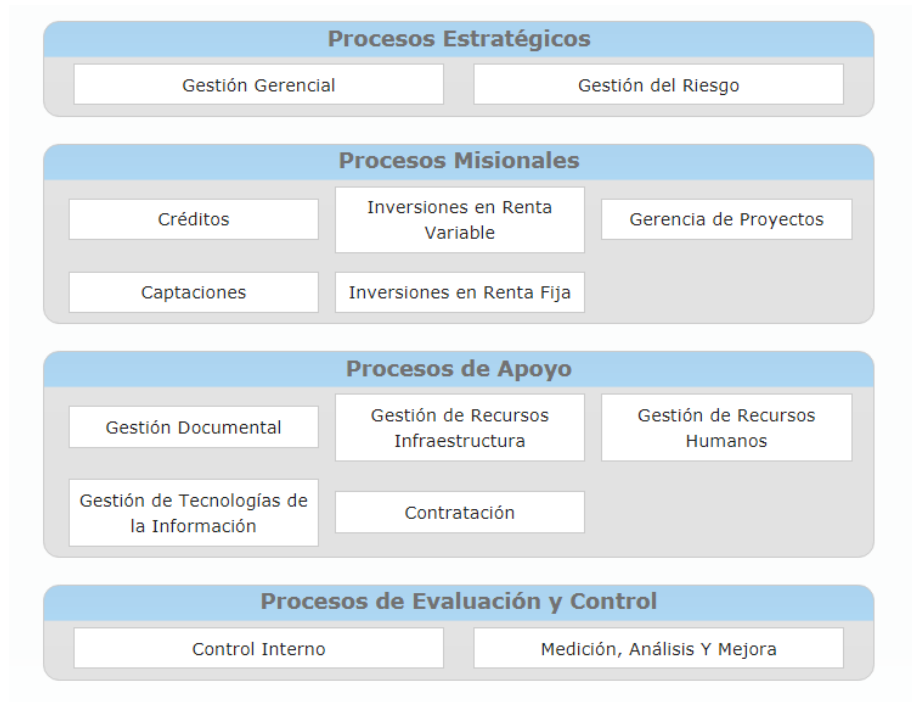 Procesos Estratégicos
Gestión Gerencial
Gestión del Riesgo
Procesos Misionales
Créditos
Inversiones en Renta
Variable
Gerencia de Proyectos
Captaciones
Inversiones en Renta Fija
Procesos de Apoyo
Gestión Documental
Gestión de Recursos
Infraestructura
Gestión de Recursos
Humanos
Gestión de Tecnologías de
la Información
Contratación
Procesos de Evaluación y Control
Control Interno
Medición, Análisis Y Mejora